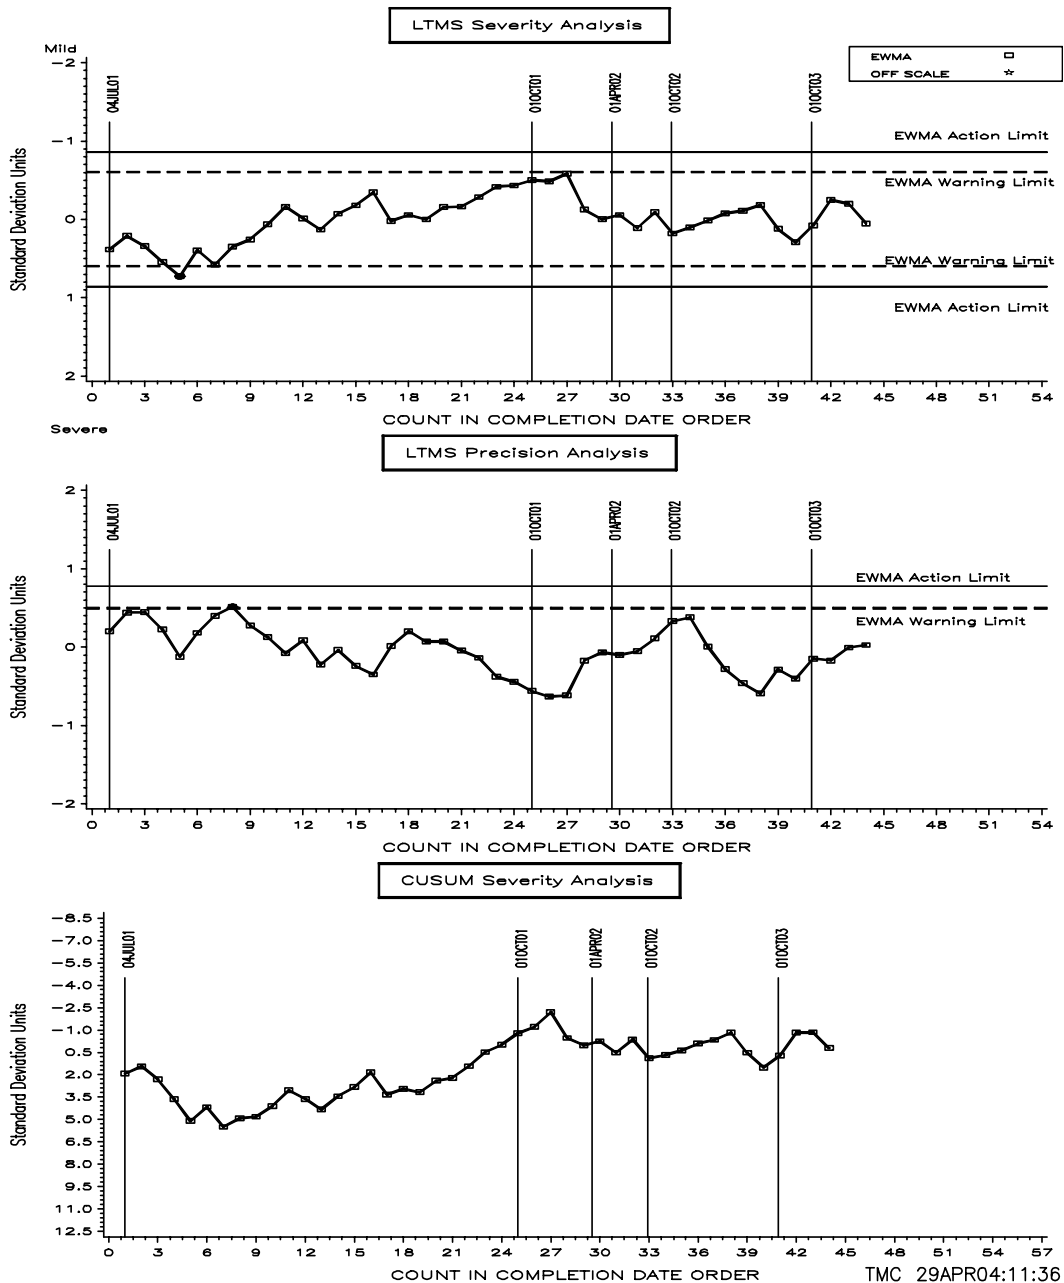 LTMS Severity Analysis
Mild
EWMA
OFF SCALE
-2
-1
0
1
2
Standard Deviation Units
04JUL01
01OCT01
01APR02
01OCT02
01OCT03
EWMA Action Limit
EWMA Warning Limit
EWMA Warning Limit
EWMA Action Limit
0 3 6 9 12 15 18 21 24 27 30 33 36 39 42 45 48 51 54
COUNT IN COMPLETION DATE ORDER
Severe
LTMS Precision Analysis
2
1
0
-1
-2
Standard Deviation Units
04JUL01
01OCT01
01APR02
01OCT02
01OCT03
EWMA Action Limit
EWMA Warning Limit
0 3 6 9 12 15 18 21 24 27 30 33 36 39 42 45 48 51 54
COUNT IN COMPLETION DATE ORDER
CUSUM Severity Analysis
-8.5
-7.0
-5.5
-4.0
-2.5
-1.0
0.5
2.0
3.5
5.0
6.5
8.0
9.5
11.0
12.5
Standard Deviation Units
04JUL01
01OCT01
01APR02
01OCT02
01OCT03
0 3 6 9 12 15 18 21 24 27 30 33 36 39 42 45 48 51 54 57
COUNT IN COMPLETION DATE ORDER
TMC 29APR04:11:36